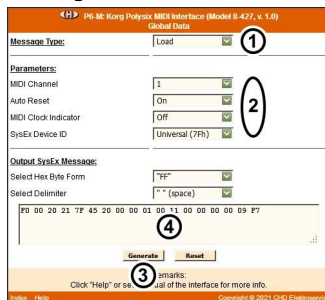 CHD P6-M: Korg Polysix MIDI Interface (Model 8-427, v. 1.0)
Global Data
Message Type: Load 1
Parameters:
MIDI Channel 1
Auto Reset On
MIDI Clock Indicator Off
SysEx Device ID Universal (7Fh)
2
Output SysEx Message:
Select Hex Byte Form "FF"
Select Delimiter " " (space)
F0 00 20 21 7F 45 20 00 00 01 00 11 00 00 00 00 09 F7
4
Generate Reset
3 emarks:
Click "Help" or se ual of the interface for more info.
Index Help Copyright © 2021 CHD Elektroserv